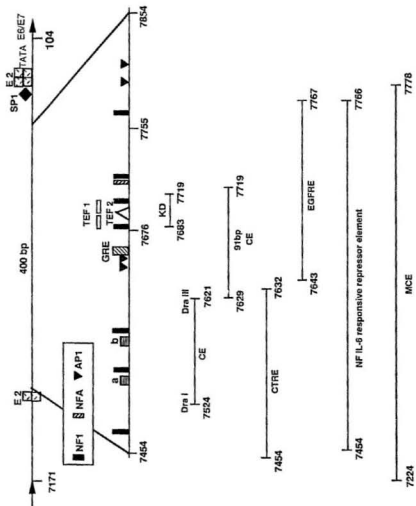 E 2
400 bp
SP1
E 2
TATA E6/E7
7171
104
NF1 NFA AP1
a
b
GRE
TEF 1
TEF 2
7454
7676
7755
7854
KD
7683
7719
Dra I
Dra III
CE
7524
7621
91bp
CE
7629
7719
CTRE
7454
7632
EGFRE
7643
7767
NF IL-6 responsive repressor element
7454
7766
MCE
7224
7778